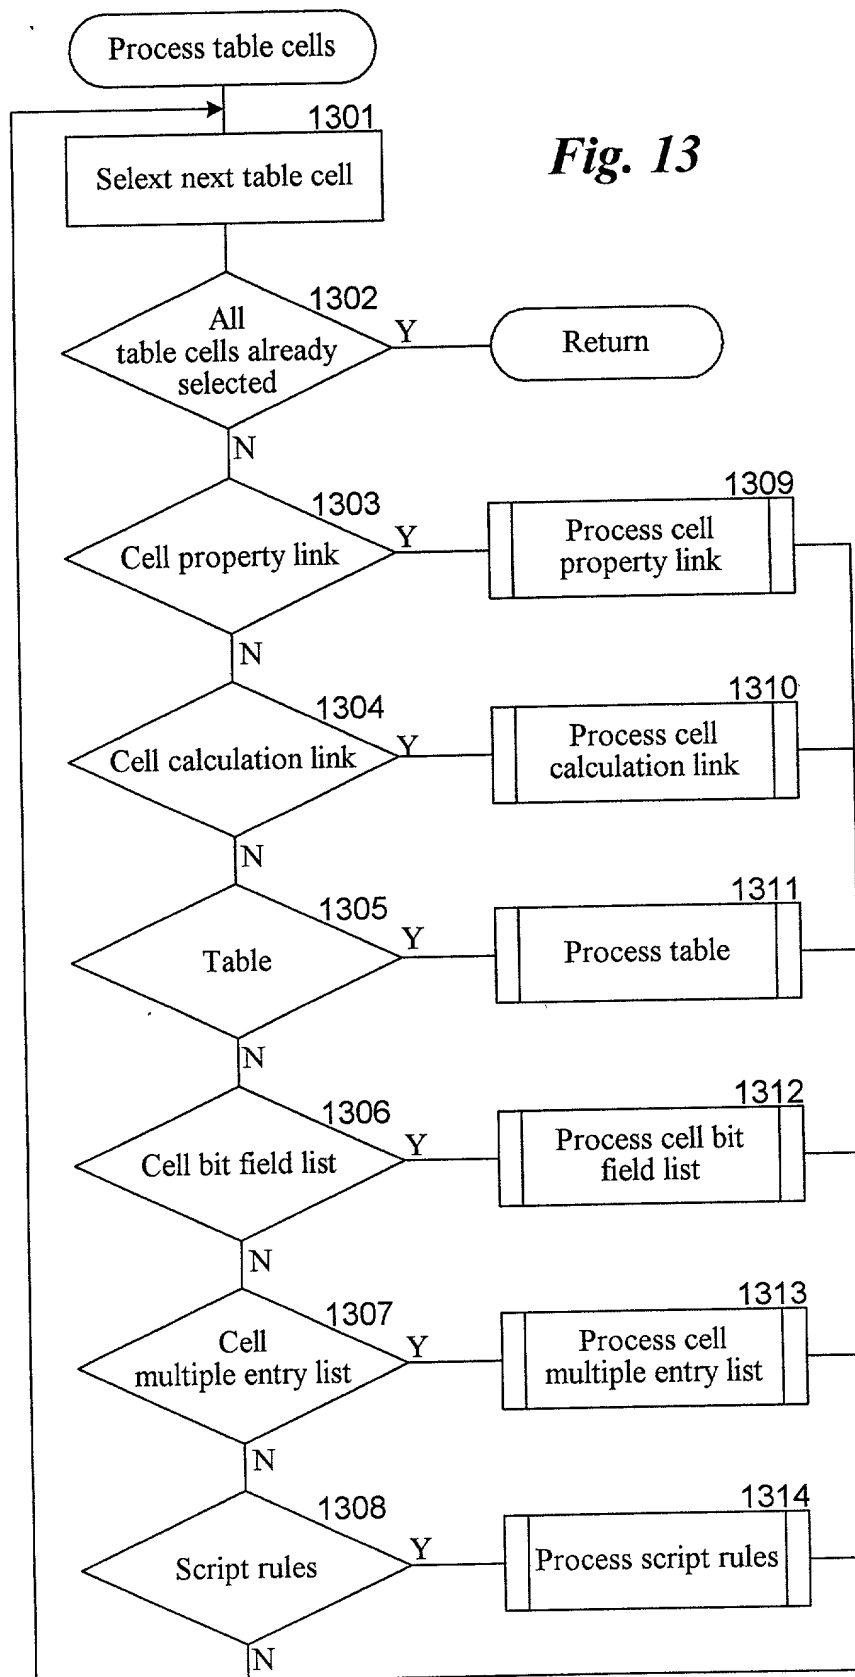 Process table cells
1301
Fig. 13
Selext next table cell
1302
All
table cells already
selected
Y
Return
N
1303
Cell property link
Y
1309
Process cell
property link
N
1304
Cell calculation link
Y
1310
Process cell
calculation link
N
1305
Table
Y
1311
Process table
N
1306
Cell bit field list
Y
1312
Process cell bit
field list
N
1307
Cell
multiple entry list
Y
1313
Process cell
multiple entry list
N
1308
Script rules
Y
1314
Process script rules
N